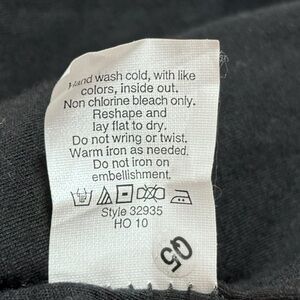 Hand wash cold, with like
colors, inside out.
Non chlorine bleach only.
Reshape and
lay flat to dry.
Do not wring or twist.
Warm iron as needed.
Do not iron on
embellishment.
Style 32935
HO 10
Q5